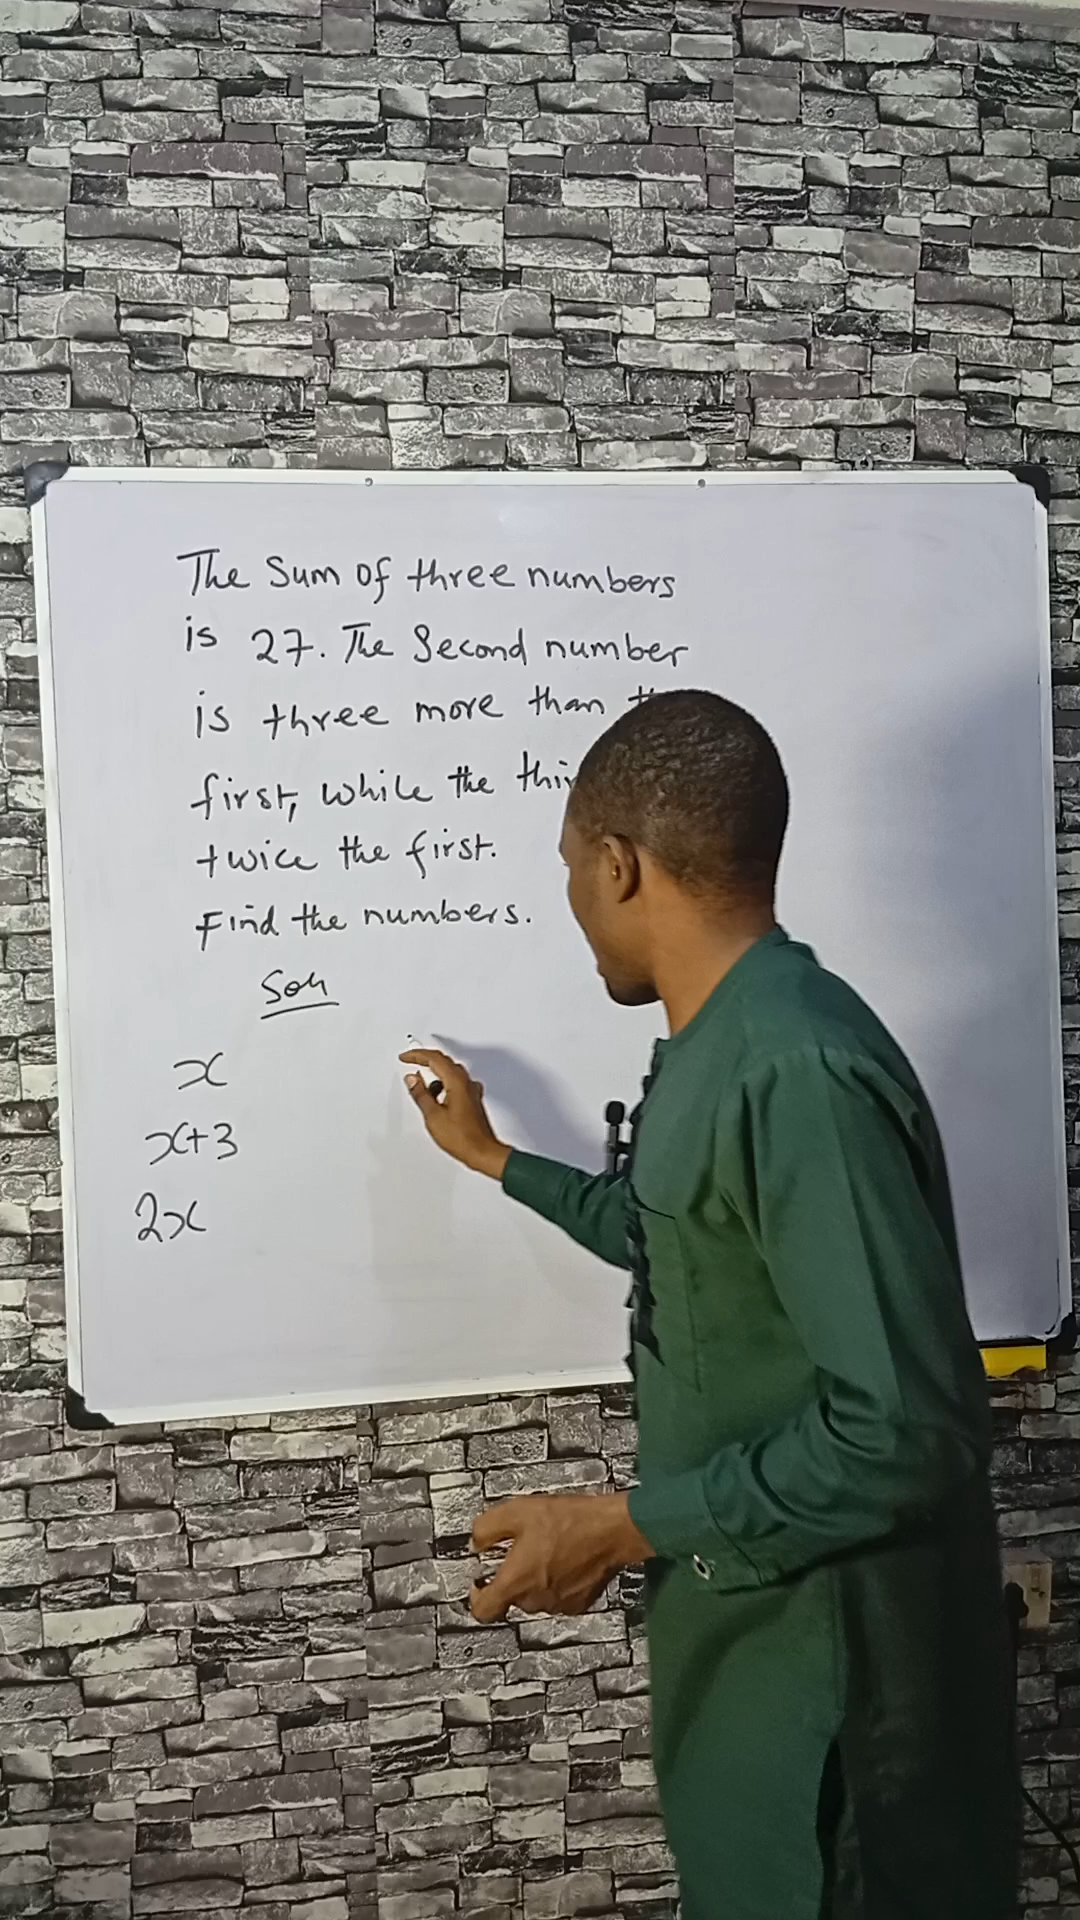 The Sum of three numbers
is 27. The Second number
is three more than
first, while the
twice the first.
Find the numbers.
Soln
x
x+3
2x